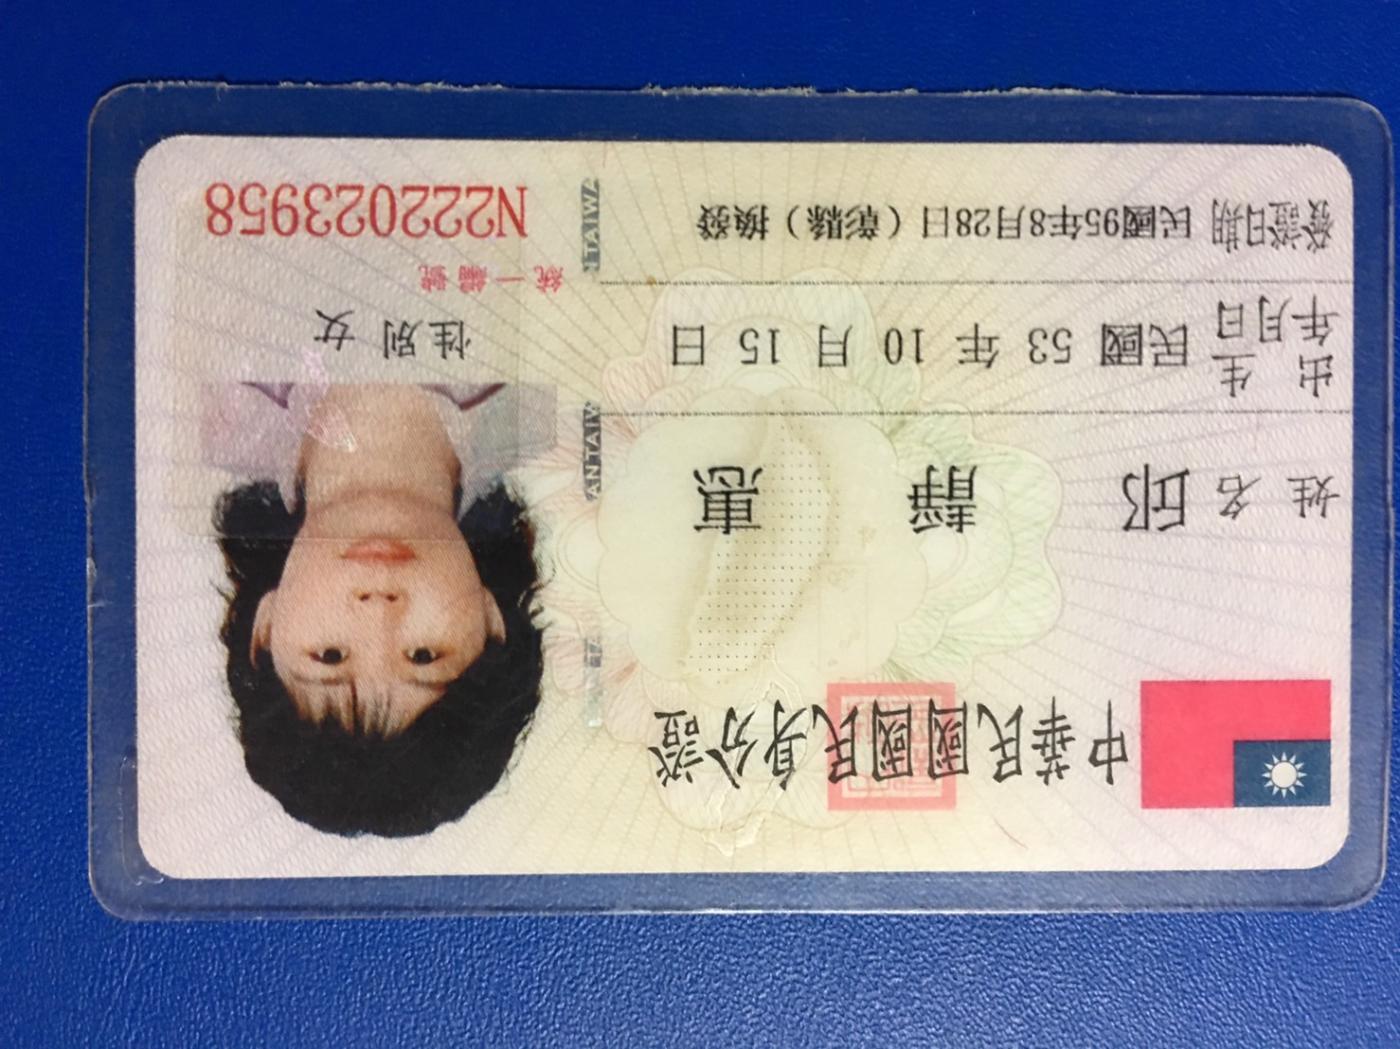 中華民國國民身分證
姓名 邱靜惠
出生年月日 民國 53 年 10 月 15 日
性別 女
發證日期 民國95年8月28日（彰縣）換發
統一編號
N222023958